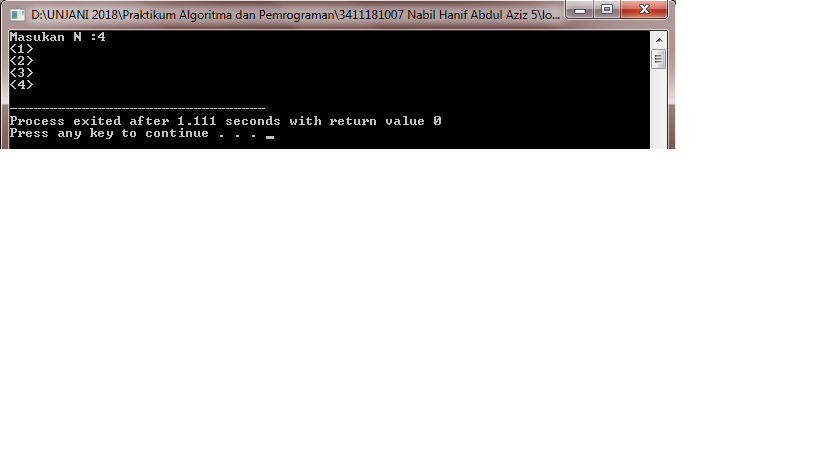 D:\UNJANI 2018\Praktikum Algoritma dan Pemrograman\3411181007 Nabil Hanif Abdul Aziz 5\lo...
Masukan N :4
<1>
<2>
<3>
<4>
--------------------------------
Process exited after 1.111 seconds with return value 0
Press any key to continue . . . _